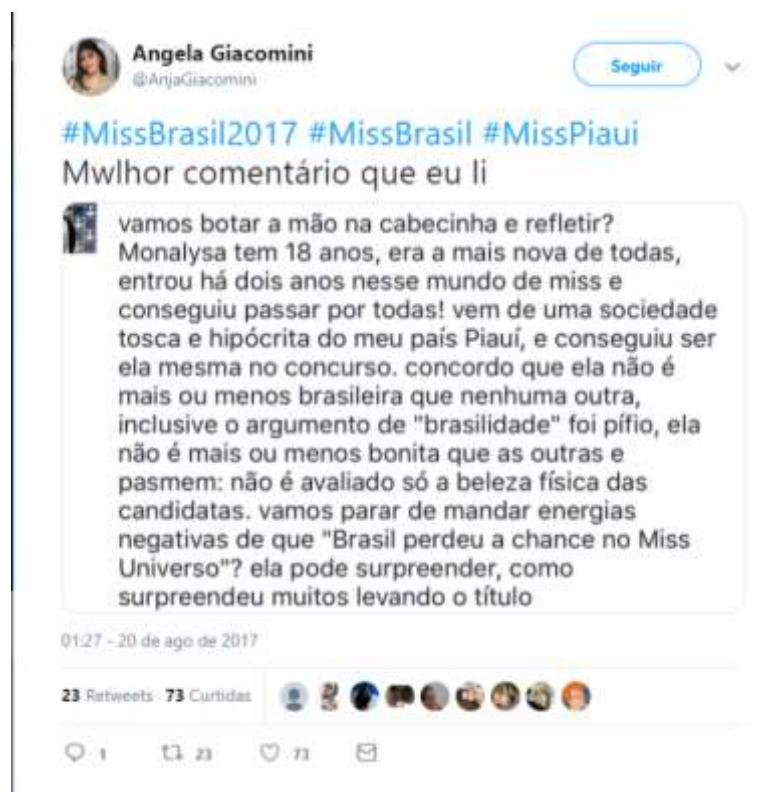 Angela Giacomini
@AnjaGiacomini
Seguir
#MissBrasil2017 #MissBrasil #MissPiaui
Mwlhor comentário que eu li
vamos botar a mão na cabecinha e refletir?
Monalysa tem 18 anos, era a mais nova de todas,
entrou há dois anos nesse mundo de miss e
conseguiu passar por todas! vem de uma sociedade
tosca e hipócrita do meu país Piauí, e conseguiu ser
ela mesma no concurso. concordo que ela não é
mais ou menos brasileira que nenhuma outra,
inclusive o argumento de "brasilidade" foi pífio, ela
não é mais ou menos bonita que as outras e
pasmem: não é avaliado só a beleza física das
candidatas. vamos parar de mandar energias
negativas de que "Brasil perdeu a chance no Miss
Universo"? ela pode surpreender, como
surpreendeu muitos levando o título
01:27 - 20 de ago de 2017
23 Retweets 73 Curtidas
1 23 73